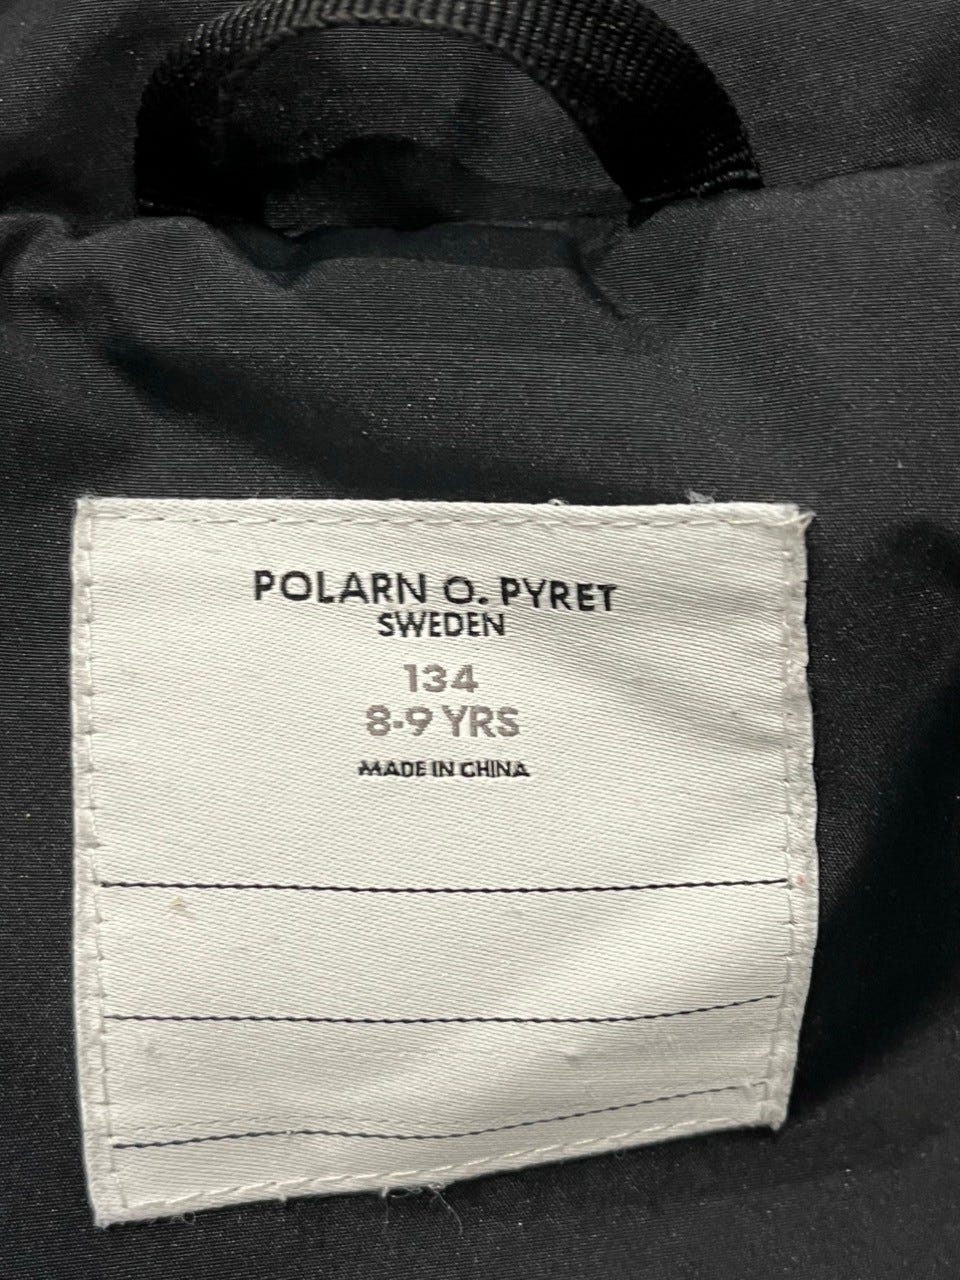 POLARN O. PYRET
SWEDEN
134
8-9 YRS
MADE IN CHINA